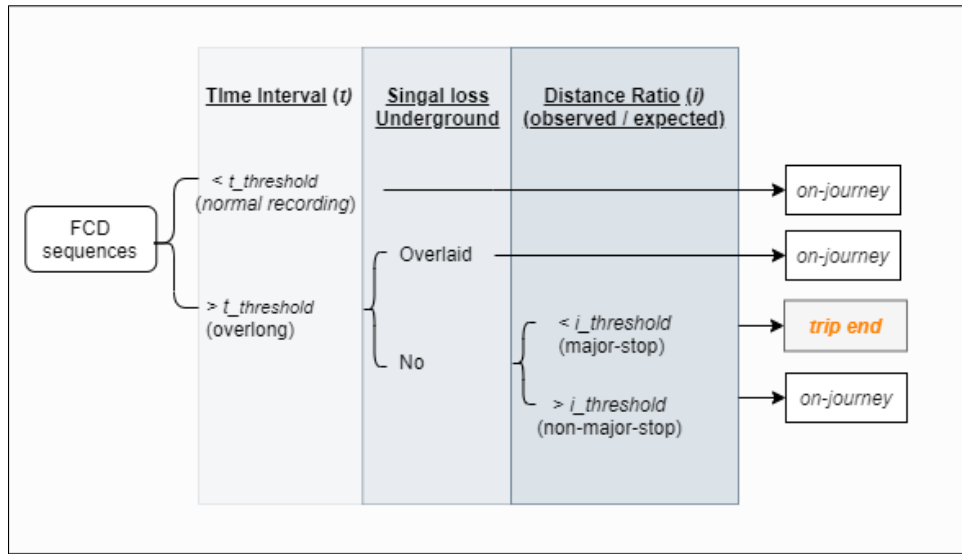 TIme Interval (t)
Singal loss
Underground
Distance Ratio (i)
(observed / expected)
FCD
sequences
< t_threshold
(normal recording)
on-journey
> t_threshold
(overlong)
Overlaid
on-journey
No
< i_threshold
(major-stop)
trip end
> i_threshold
(non-major-stop)
on-journey